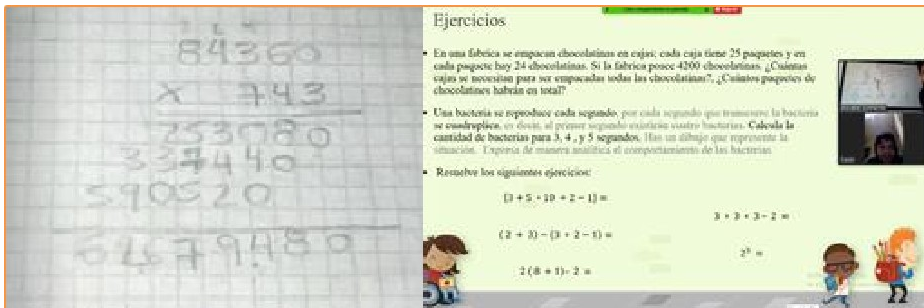 84360
x 743
253080
337440
590520
64679480
Ejercicios
• En una fabrica se empacan chocolatinas en cajas; cada caja tiene 25 paquetes y en
cada paquete hay 24 chocolatinas. Si la fabrica posee 4200 chocolatinas. ¿Cuántas
cajas se necesitan para ser empacadas todas las chocolatinas?, ¿Cuántos paquetes de
chocolatines habrán en total?
• Una bacteria se reproduce cada segundo, por cada segundo que transcurre la bacteria
se cuadruplica, es decir, al primer segundo existirán cuatro bacterias. Calcula la
cantidad de bacterias para 3, 4 , y 5 segundos. Haz un dibujo que represente la
situación. Expresa de manera analítica el comportamiento de las bacterias
• Resuelve los siguientes ejercicios:
3 + 3 + 3 - 2 =
(2 + 3) - (3 + 2 - 1) =
2 (8 + 1) - 2 =